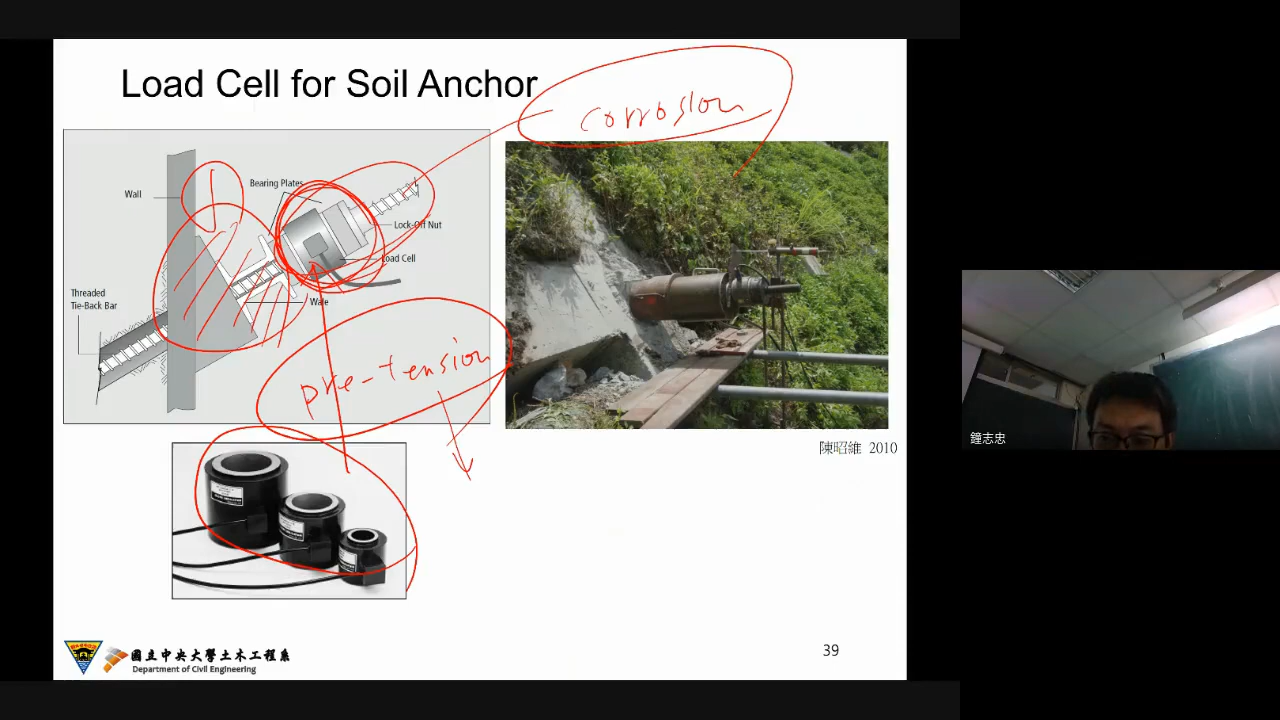 Load Cell for Soil Anchor
corrosion
Wall
Bearing Plates
Lock-Off Nut
Load Cell
Threaded
Tie-Back Bar
Wale
pre-tension
陳昭維 2010
鐘志忠
國立中央大學土木工程系
Department of Civil Engineering
39